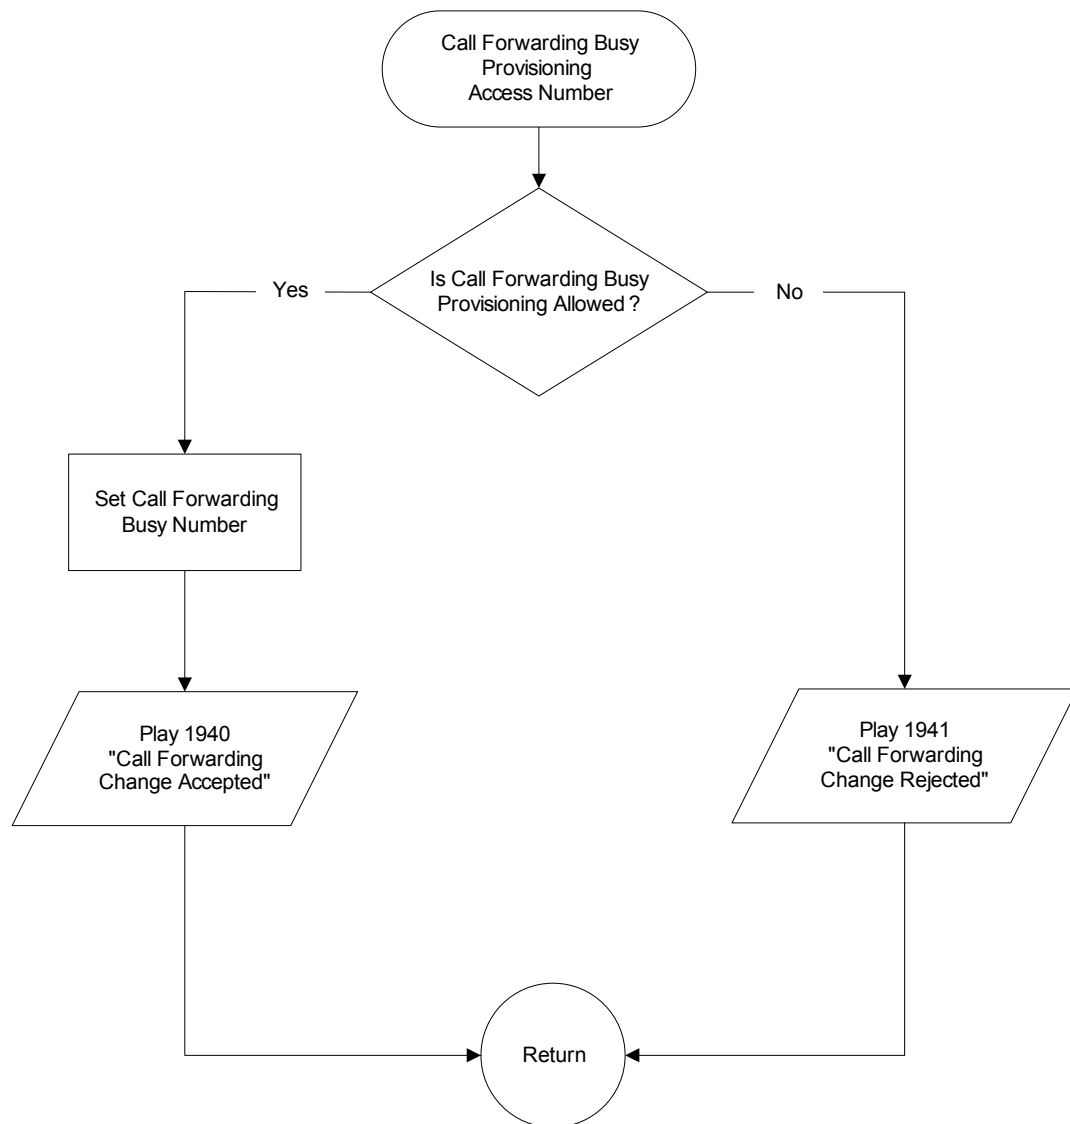 Call Forwarding Busy
Provisioning
Access Number
Is Call Forwarding Busy
Provisioning Allowed ?
Yes
No
Set Call Forwarding
Busy Number
Play 1940
"Call Forwarding
Change Accepted"
Play 1941
"Call Forwarding
Change Rejected"
Return